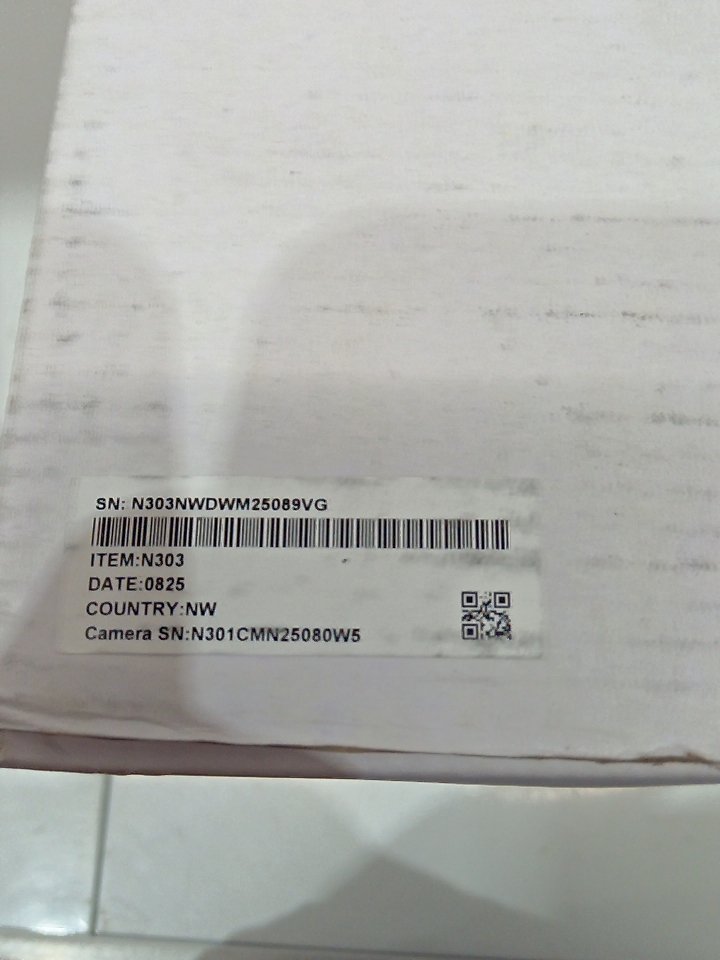 SN: N303NWDWM25089VG
ITEM:N303
DATE:0825
COUNTRY:NW
Camera SN:N301CMN25080W5